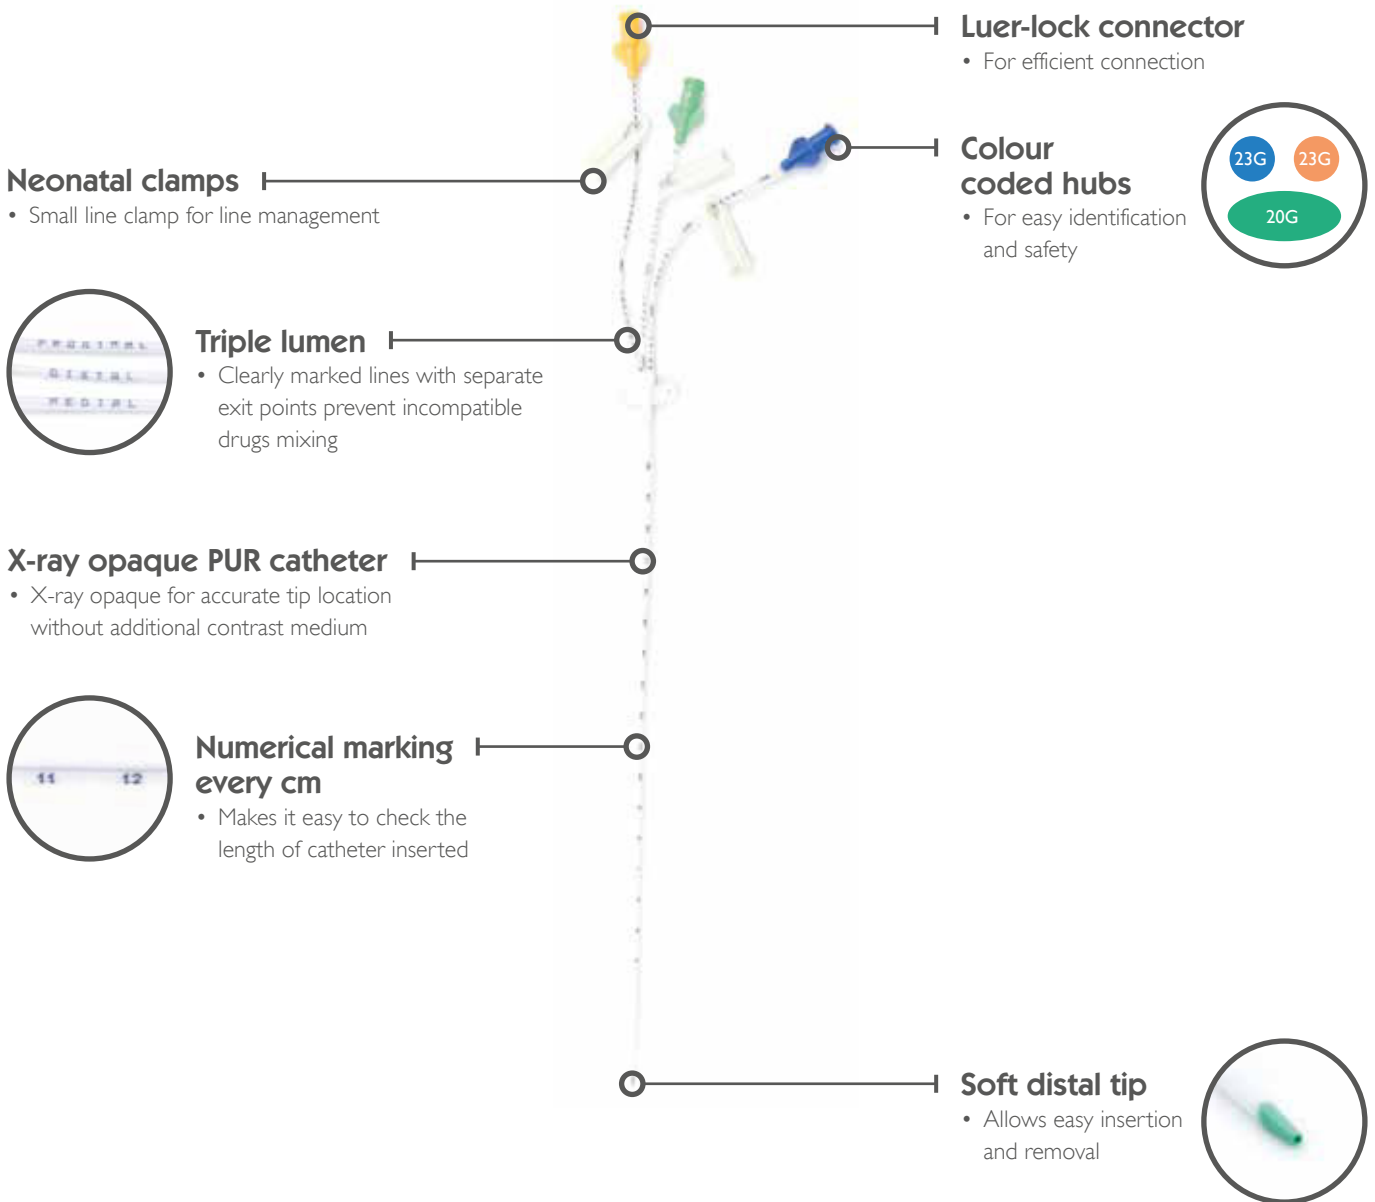 Luer-lock connector
• For efficient connection
Colour
coded hubs
• For easy identification
and safety
23G 23G
20G
Neonatal clamps
• Small line clamp for line management
PROXIMAL
DISTAL
MEDIAL
Triple lumen
• Clearly marked lines with separate
exit points prevent incompatible
drugs mixing
X-ray opaque PUR catheter
• X-ray opaque for accurate tip location
without additional contrast medium
11 12
Numerical marking
every cm
• Makes it easy to check the
length of catheter inserted
Soft distal tip
• Allows easy insertion
and removal